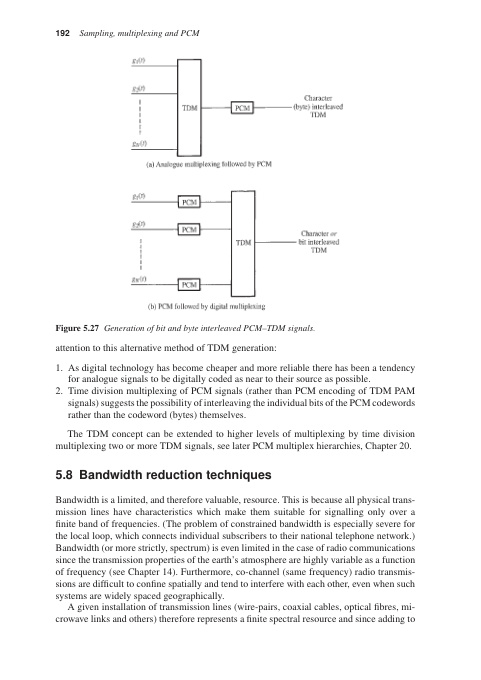 192 Sampling, multiplexing and PCM
g₁(t)
g₂(t)
TDM
PCM
Character
(byte) interleaved
TDM
gN(t)
(a) Analogue multiplexing followed by PCM
g₁(t)
PCM
g₂(t)
PCM
TDM
Character or
bit interleaved
TDM
gN(t)
PCM
(b) PCM followed by digital multiplexing
Figure 5.27 Generation of bit and byte interleaved PCM–TDM signals.
attention to this alternative method of TDM generation:
1. As digital technology has become cheaper and more reliable there has been a tendency
for analogue signals to be digitally coded as near to their source as possible.
2. Time division multiplexing of PCM signals (rather than PCM encoding of TDM PAM
signals) suggests the possibility of interleaving the individual bits of the PCM codewords
rather than the codeword (bytes) themselves.
The TDM concept can be extended to higher levels of multiplexing by time division
multiplexing two or more TDM signals, see later PCM multiplex hierarchies, Chapter 20.
5.8 Bandwidth reduction techniques
Bandwidth is a limited, and therefore valuable, resource. This is because all physical trans-
mission lines have characteristics which make them suitable for signalling only over a
finite band of frequencies. (The problem of constrained bandwidth is especially severe for
the local loop, which connects individual subscribers to their national telephone network.)
Bandwidth (or more strictly, spectrum) is even limited in the case of radio communications
since the transmission properties of the earth's atmosphere are highly variable as a function
of frequency (see Chapter 14). Furthermore, co-channel (same frequency) radio transmis-
sions are difficult to confine spatially and tend to interfere with each other, even when such
systems are widely spaced geographically.
A given installation of transmission lines (wire-pairs, coaxial cables, optical fibres, mi-
crowave links and others) therefore represents a finite spectral resource and since adding to